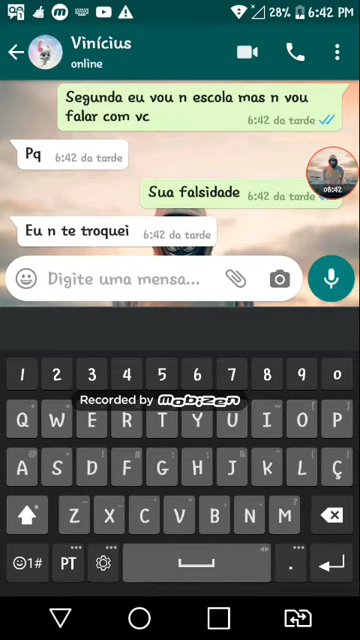 28% 6:42 PM
Vinícius
online
Segunda eu vou n escola mas n vou
falar com vc
6:42 da tarde
Pq
6:42 da tarde
Sua falsidade
6:42 da tarde
08:42
Eu n te troquei
6:42 da tarde
Digite uma mensa...
1 2 3 4 5 6 7 8 9 0
Recorded by mobizen
Q W E R T Y U I O P
A S D F G H J K L Ç
Z X C V B N M
1# PT .